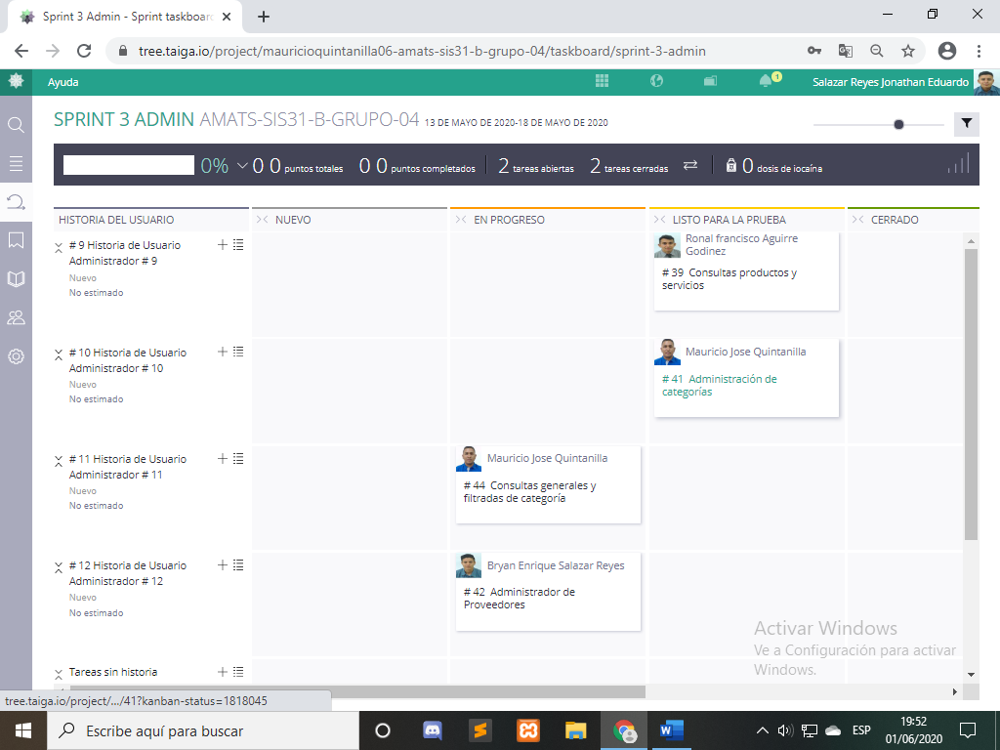 Sprint 3 Admin - Sprint taskboard
tree.taiga.io/project/mauricioquintanilla06-amats-sis31-b-grupo-04/taskboard/sprint-3-admin
Ayuda
1
Salazar Reyes Jonathan Eduardo
SPRINT 3 ADMIN AMATS-SIS31-B-GRUPO-04 13 DE MAYO DE 2020-18 DE MAYO DE 2020
0% 0 0 puntos totales 0 0 puntos completados 2 tareas abiertas 2 tareas cerradas 0 dosis de iocaína
HISTORIA DEL USUARIO NUEVO EN PROGRESO LISTO PARA LA PRUEBA CERRADO
# 9 Historia de Usuario
Administrador # 9
Nuevo
No estimado
Ronal francisco Aguirre
Godinez
# 39 Consultas productos y
servicios
# 10 Historia de Usuario
Administrador # 10
Nuevo
No estimado
Mauricio Jose Quintanilla
# 41 Administración de
categorías
# 11 Historia de Usuario
Administrador # 11
Nuevo
No estimado
Mauricio Jose Quintanilla
# 44 Consultas generales y
filtradas de categoría
# 12 Historia de Usuario
Administrador # 12
Nuevo
No estimado
Bryan Enrique Salazar Reyes
# 42 Administrador de
Proveedores
Activar Windows
Ve a Configuración para activar
Windows.
Tareas sin historia
tree.taiga.io/project/.../41?kanban-status=1818045
Escribe aquí para buscar
ESP
19:52
01/06/2020